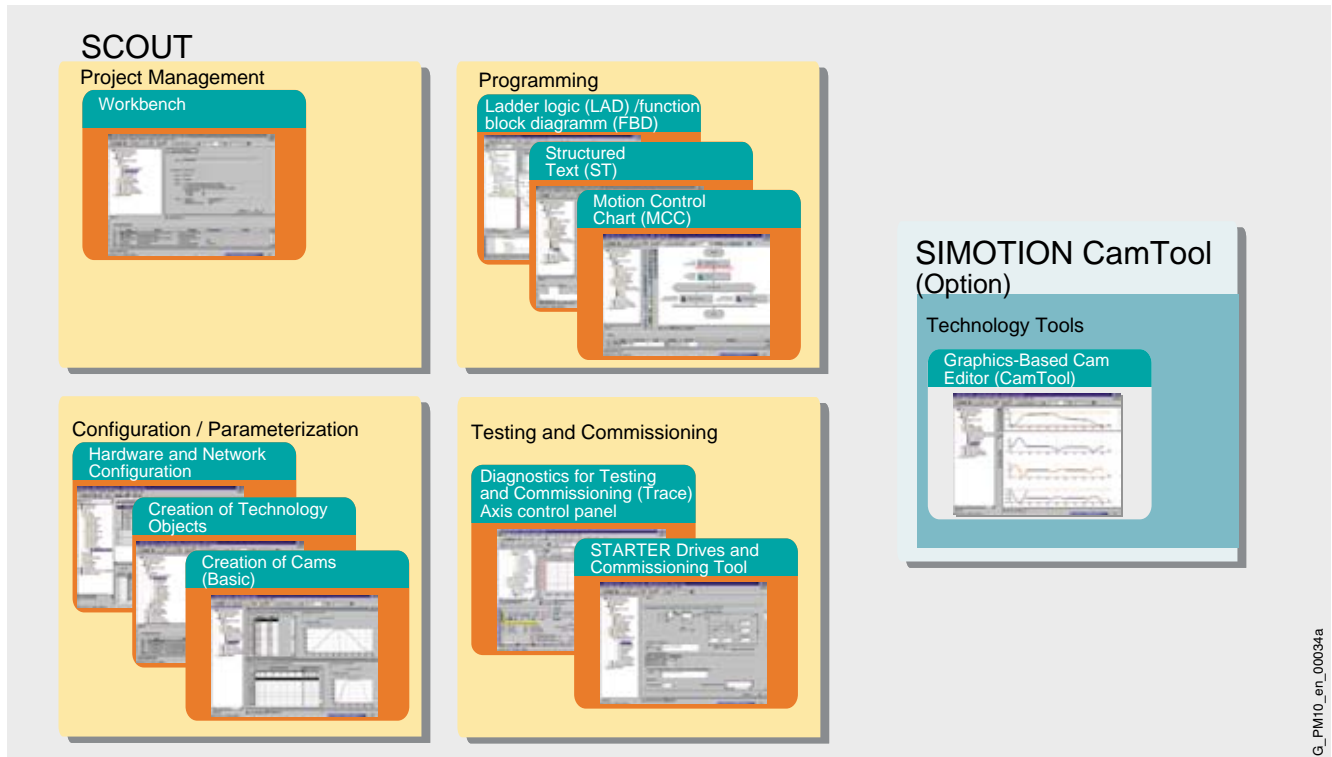 SCOUT
Project Management
Workbench
Programming
Ladder logic (LAD) /function
block diagramm (FBD)
Structured
Text (ST)
Motion Control
Chart (MCC)
Configuration / Parameterization
Hardware and Network
Configuration
Creation of Technology
Objects
Creation of Cams
(Basic)
Testing and Commissioning
Diagnostics for Testing
and Commissioning (Trace)
Axis control panel
STARTER Drives and
Commissioning Tool
SIMOTION CamTool
(Option)
Technology Tools
Graphics-Based Cam
Editor (CamTool)
G_PM10_en_00034a